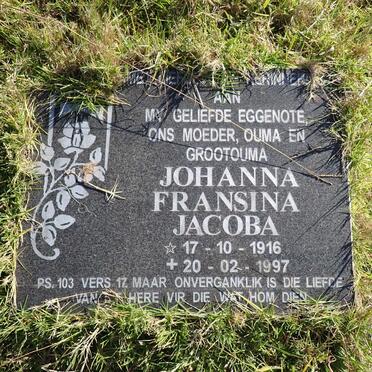 AAN
MY GELIEFDE EGGENOTE,
ONS MOEDER, OUMA EN
GROOTOUMA
JOHANNA
FRANSINA
JACOBA
☆ 17 - 10 - 1916
+ 20 - 02 - 1997
PS. 103 VERS 17. MAAR ONVERGANKLIK IS DIE LIEFDE
VAN DIE HERE VIR DIE WAT HOM DIEN